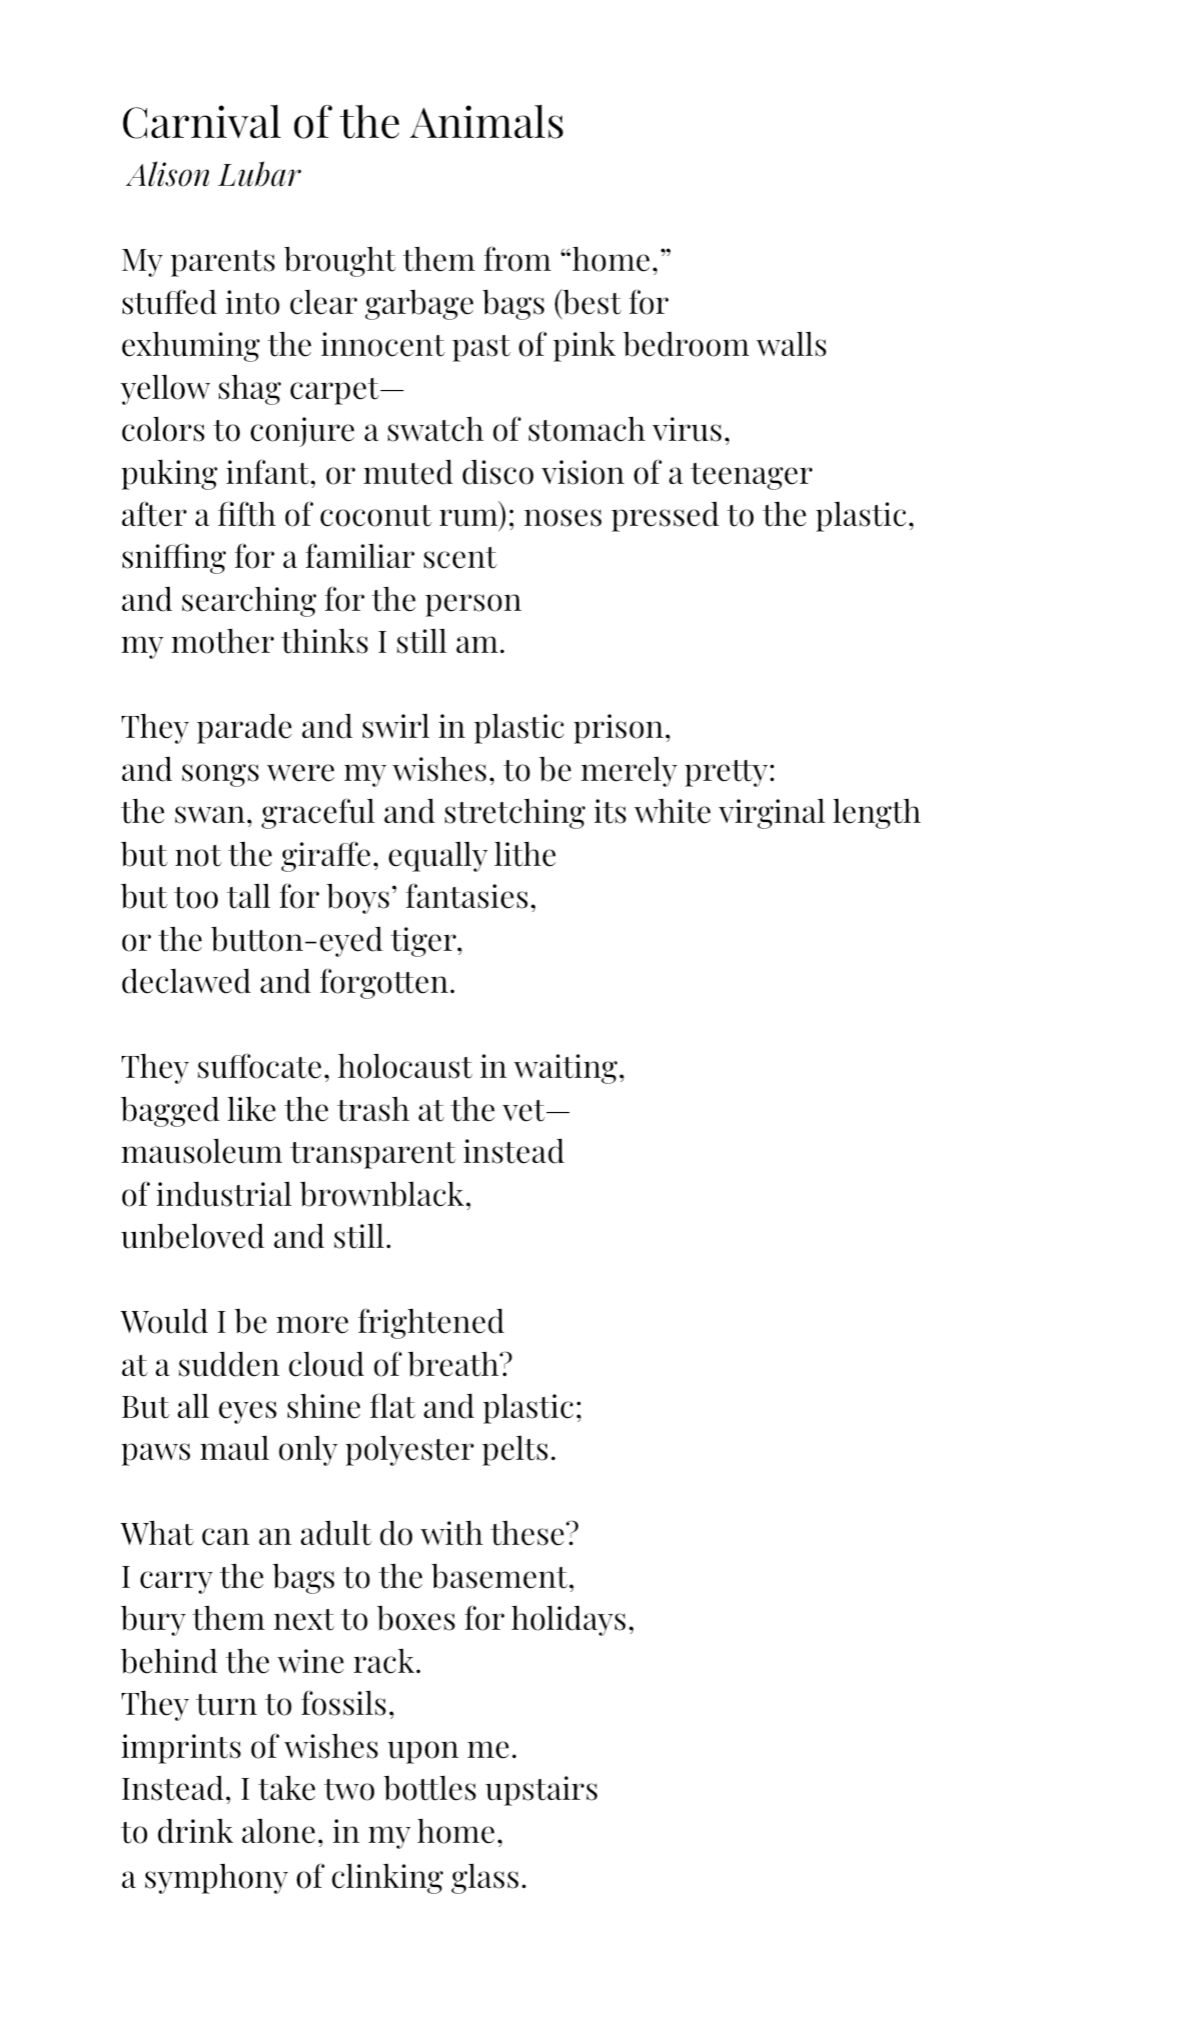 Carnival of the Animals
Alison Lubar
My parents brought them from “home,”
stuffed into clear garbage bags (best for
exhuming the innocent past of pink bedroom walls
yellow shag carpet—
colors to conjure a swatch of stomach virus,
puking infant, or muted disco vision of a teenager
after a fifth of coconut rum); noses pressed to the plastic,
sniffing for a familiar scent
and searching for the person
my mother thinks I still am.
They parade and swirl in plastic prison,
and songs were my wishes, to be merely pretty:
the swan, graceful and stretching its white virginal length
but not the giraffe, equally lithe
but too tall for boys’ fantasies,
or the button-eyed tiger,
declawed and forgotten.
They suffocate, holocaust in waiting,
bagged like the trash at the vet—
mausoleum transparent instead
of industrial brownblack,
unbeloved and still.
Would I be more frightened
at a sudden cloud of breath?
But all eyes shine flat and plastic;
paws maul only polyester pelts.
What can an adult do with these?
I carry the bags to the basement,
bury them next to boxes for holidays,
behind the wine rack.
They turn to fossils,
imprints of wishes upon me.
Instead, I take two bottles upstairs
to drink alone, in my home,
a symphony of clinking glass.